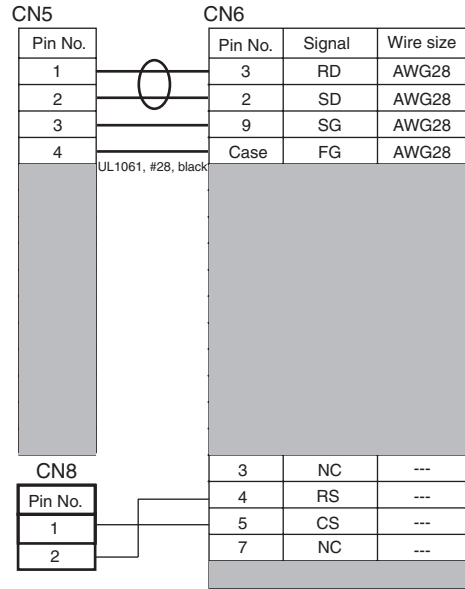 CN5 CN6
Pin No. Pin No. Signal Wire size
1 3 RD AWG28
2 2 SD AWG28
3 9 SG AWG28
4 Case FG AWG28
UL1061, #28, black
CN8 3 NC ---
Pin No. 4 RS ---
1 5 CS ---
2 7 NC ---